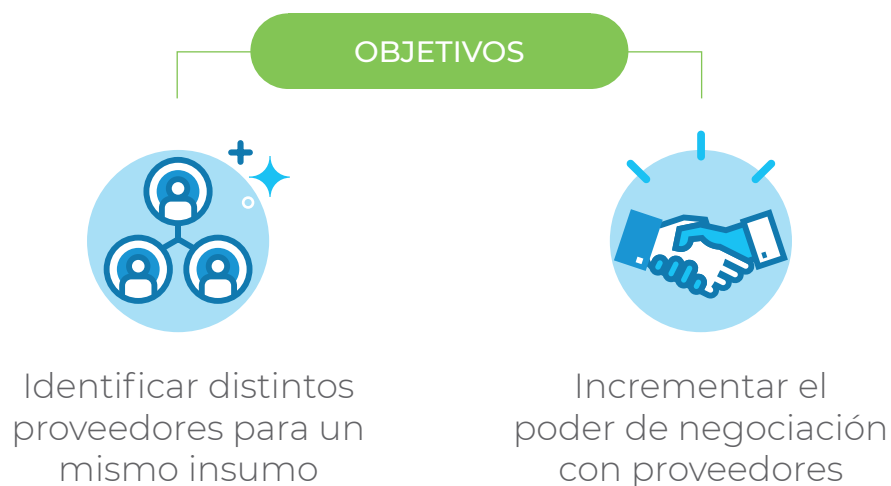 OBJETIVOS
Identificar distintos
proveedores para un
mismo insumo
Incrementar el
poder de negociación
con proveedores